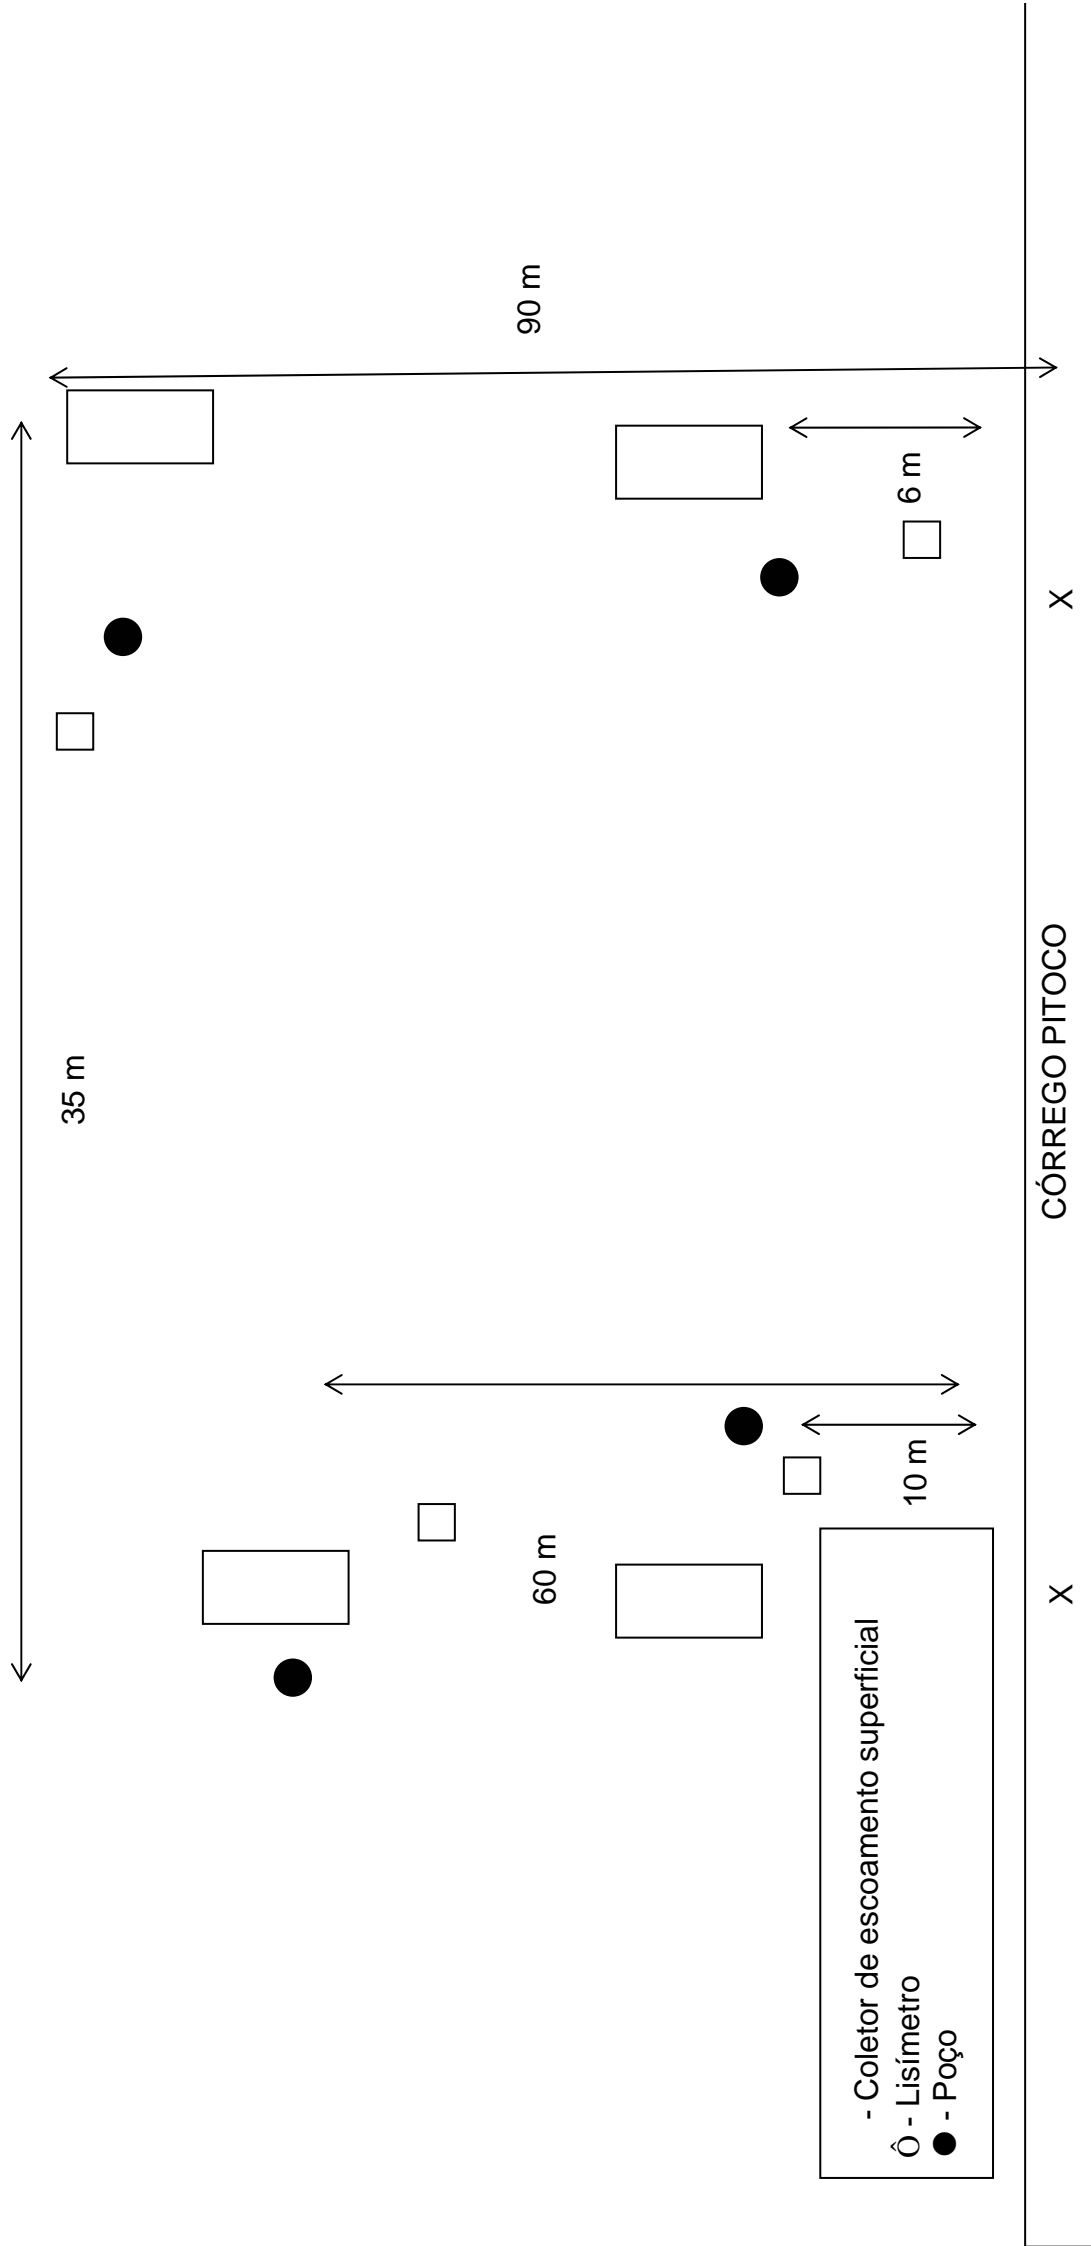 35 m
60 m
90 m
- Coletor de escoamento superficial
Ô - Lisímetro
● - Poço
10 m
6 m
X
CÓRREGO PITOCO
X